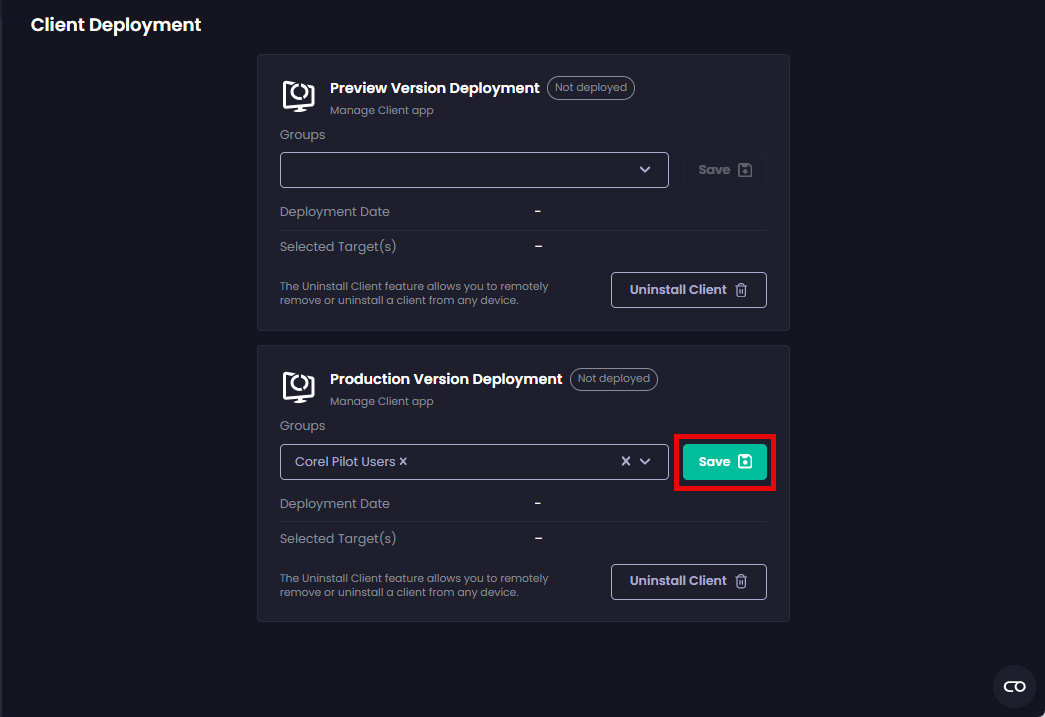 Client Deployment
Preview Version Deployment Not deployed
Manage Client app
Groups
Save
Deployment Date -
Selected Target(s) -
The Uninstall Client feature allows you to remotely
remove or uninstall a client from any device.
Uninstall Client
Production Version Deployment Not deployed
Manage Client app
Groups
Corel Pilot Users × Save
Deployment Date -
Selected Target(s) -
The Uninstall Client feature allows you to remotely
remove or uninstall a client from any device.
Uninstall Client